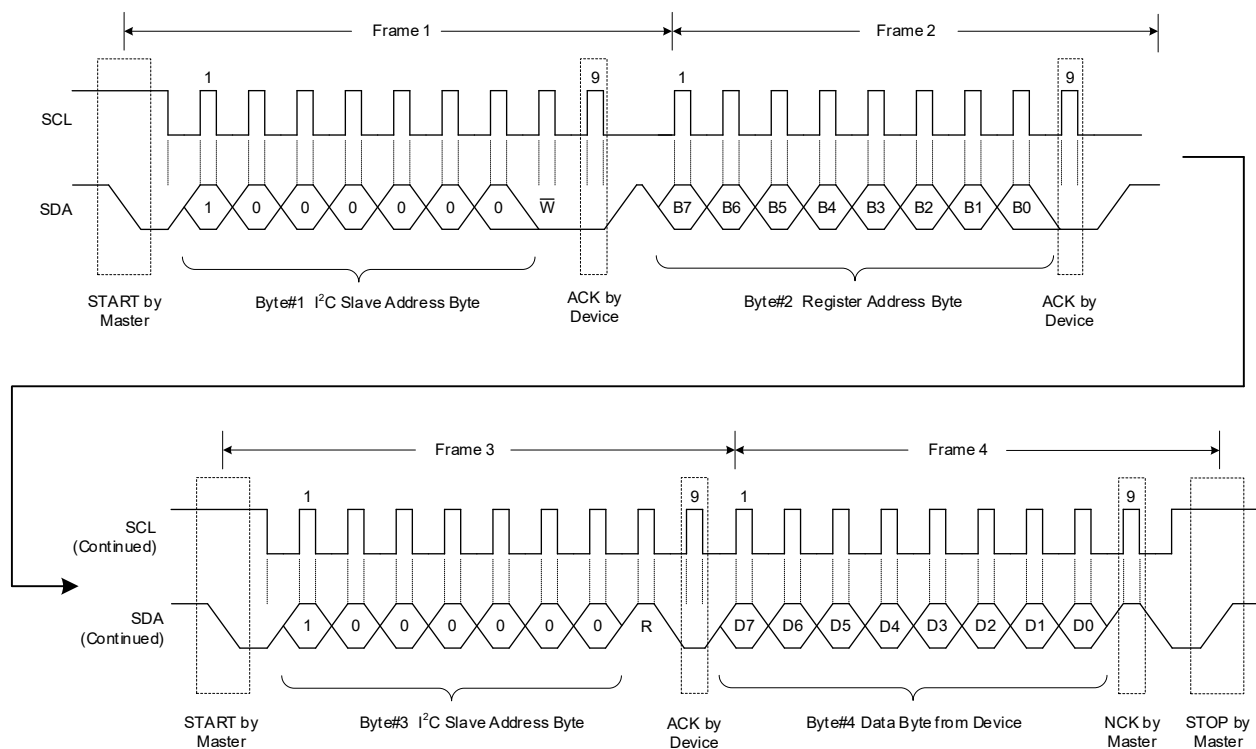 Frame 1 Frame 2
1 9 1 9
SCL
SDA 1 0 0 0 0 0 0 W̅ B7 B6 B5 B4 B3 B2 B1 B0
START by
Master
Byte#1 I²C Slave Address Byte
ACK by
Device
Byte#2 Register Address Byte
ACK by
Device
Frame 3 Frame 4
1 9 1 9
SCL
(Continued)
SDA
(Continued)
1 0 0 0 0 0 0 R D7 D6 D5 D4 D3 D2 D1 D0
START by
Master
Byte#3 I²C Slave Address Byte
ACK by
Device
Byte#4 Data Byte from Device
NCK by
Master
STOP by
Master